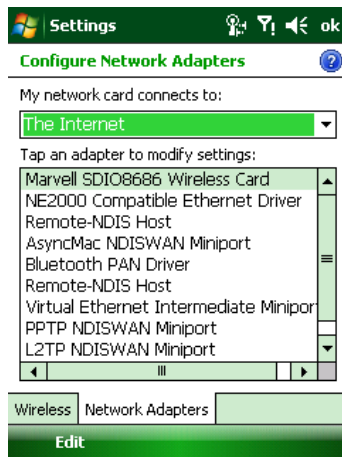 Settings
ok
Configure Network Adapters
?
My network card connects to:
The Internet
Tap an adapter to modify settings:
Marvell SDIO8686 Wireless Card
NE2000 Compatible Ethernet Driver
Remote-NDIS Host
AsyncMac NDISWAN Miniport
Bluetooth PAN Driver
Remote-NDIS Host
Virtual Ethernet Intermediate Minipor
PPTP NDISWAN Miniport
L2TP NDISWAN Miniport
Wireless Network Adapters
Edit